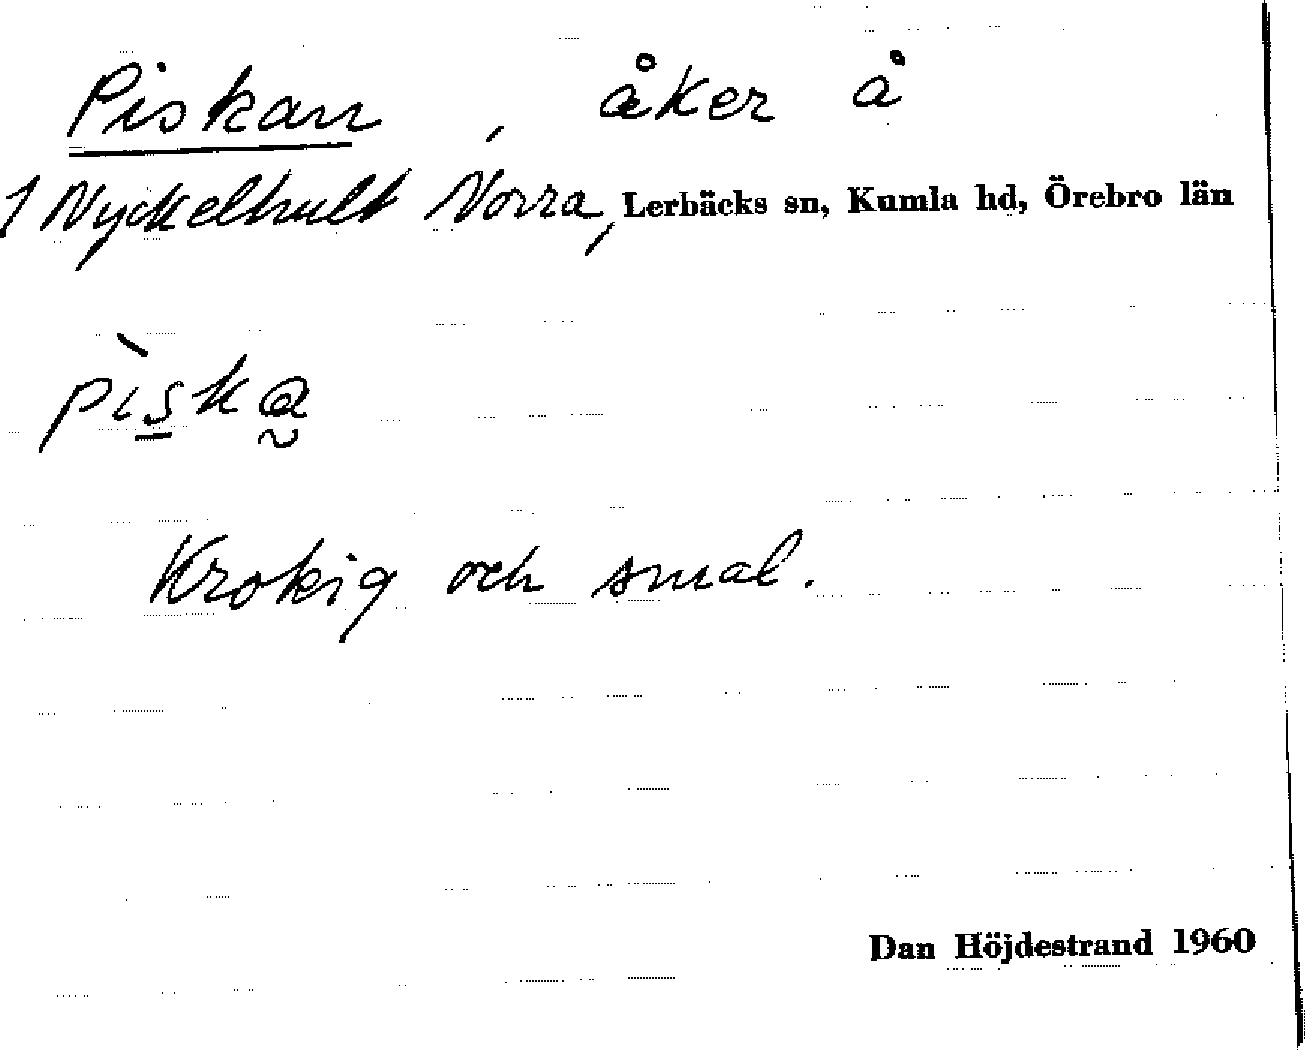 Piskan, åker å
1 Nyckelhult Norra, Lerbäcks sn, Kumla hd, Örebro län
pìska
Krokig och smal.
Dan Höjdestrand 1960